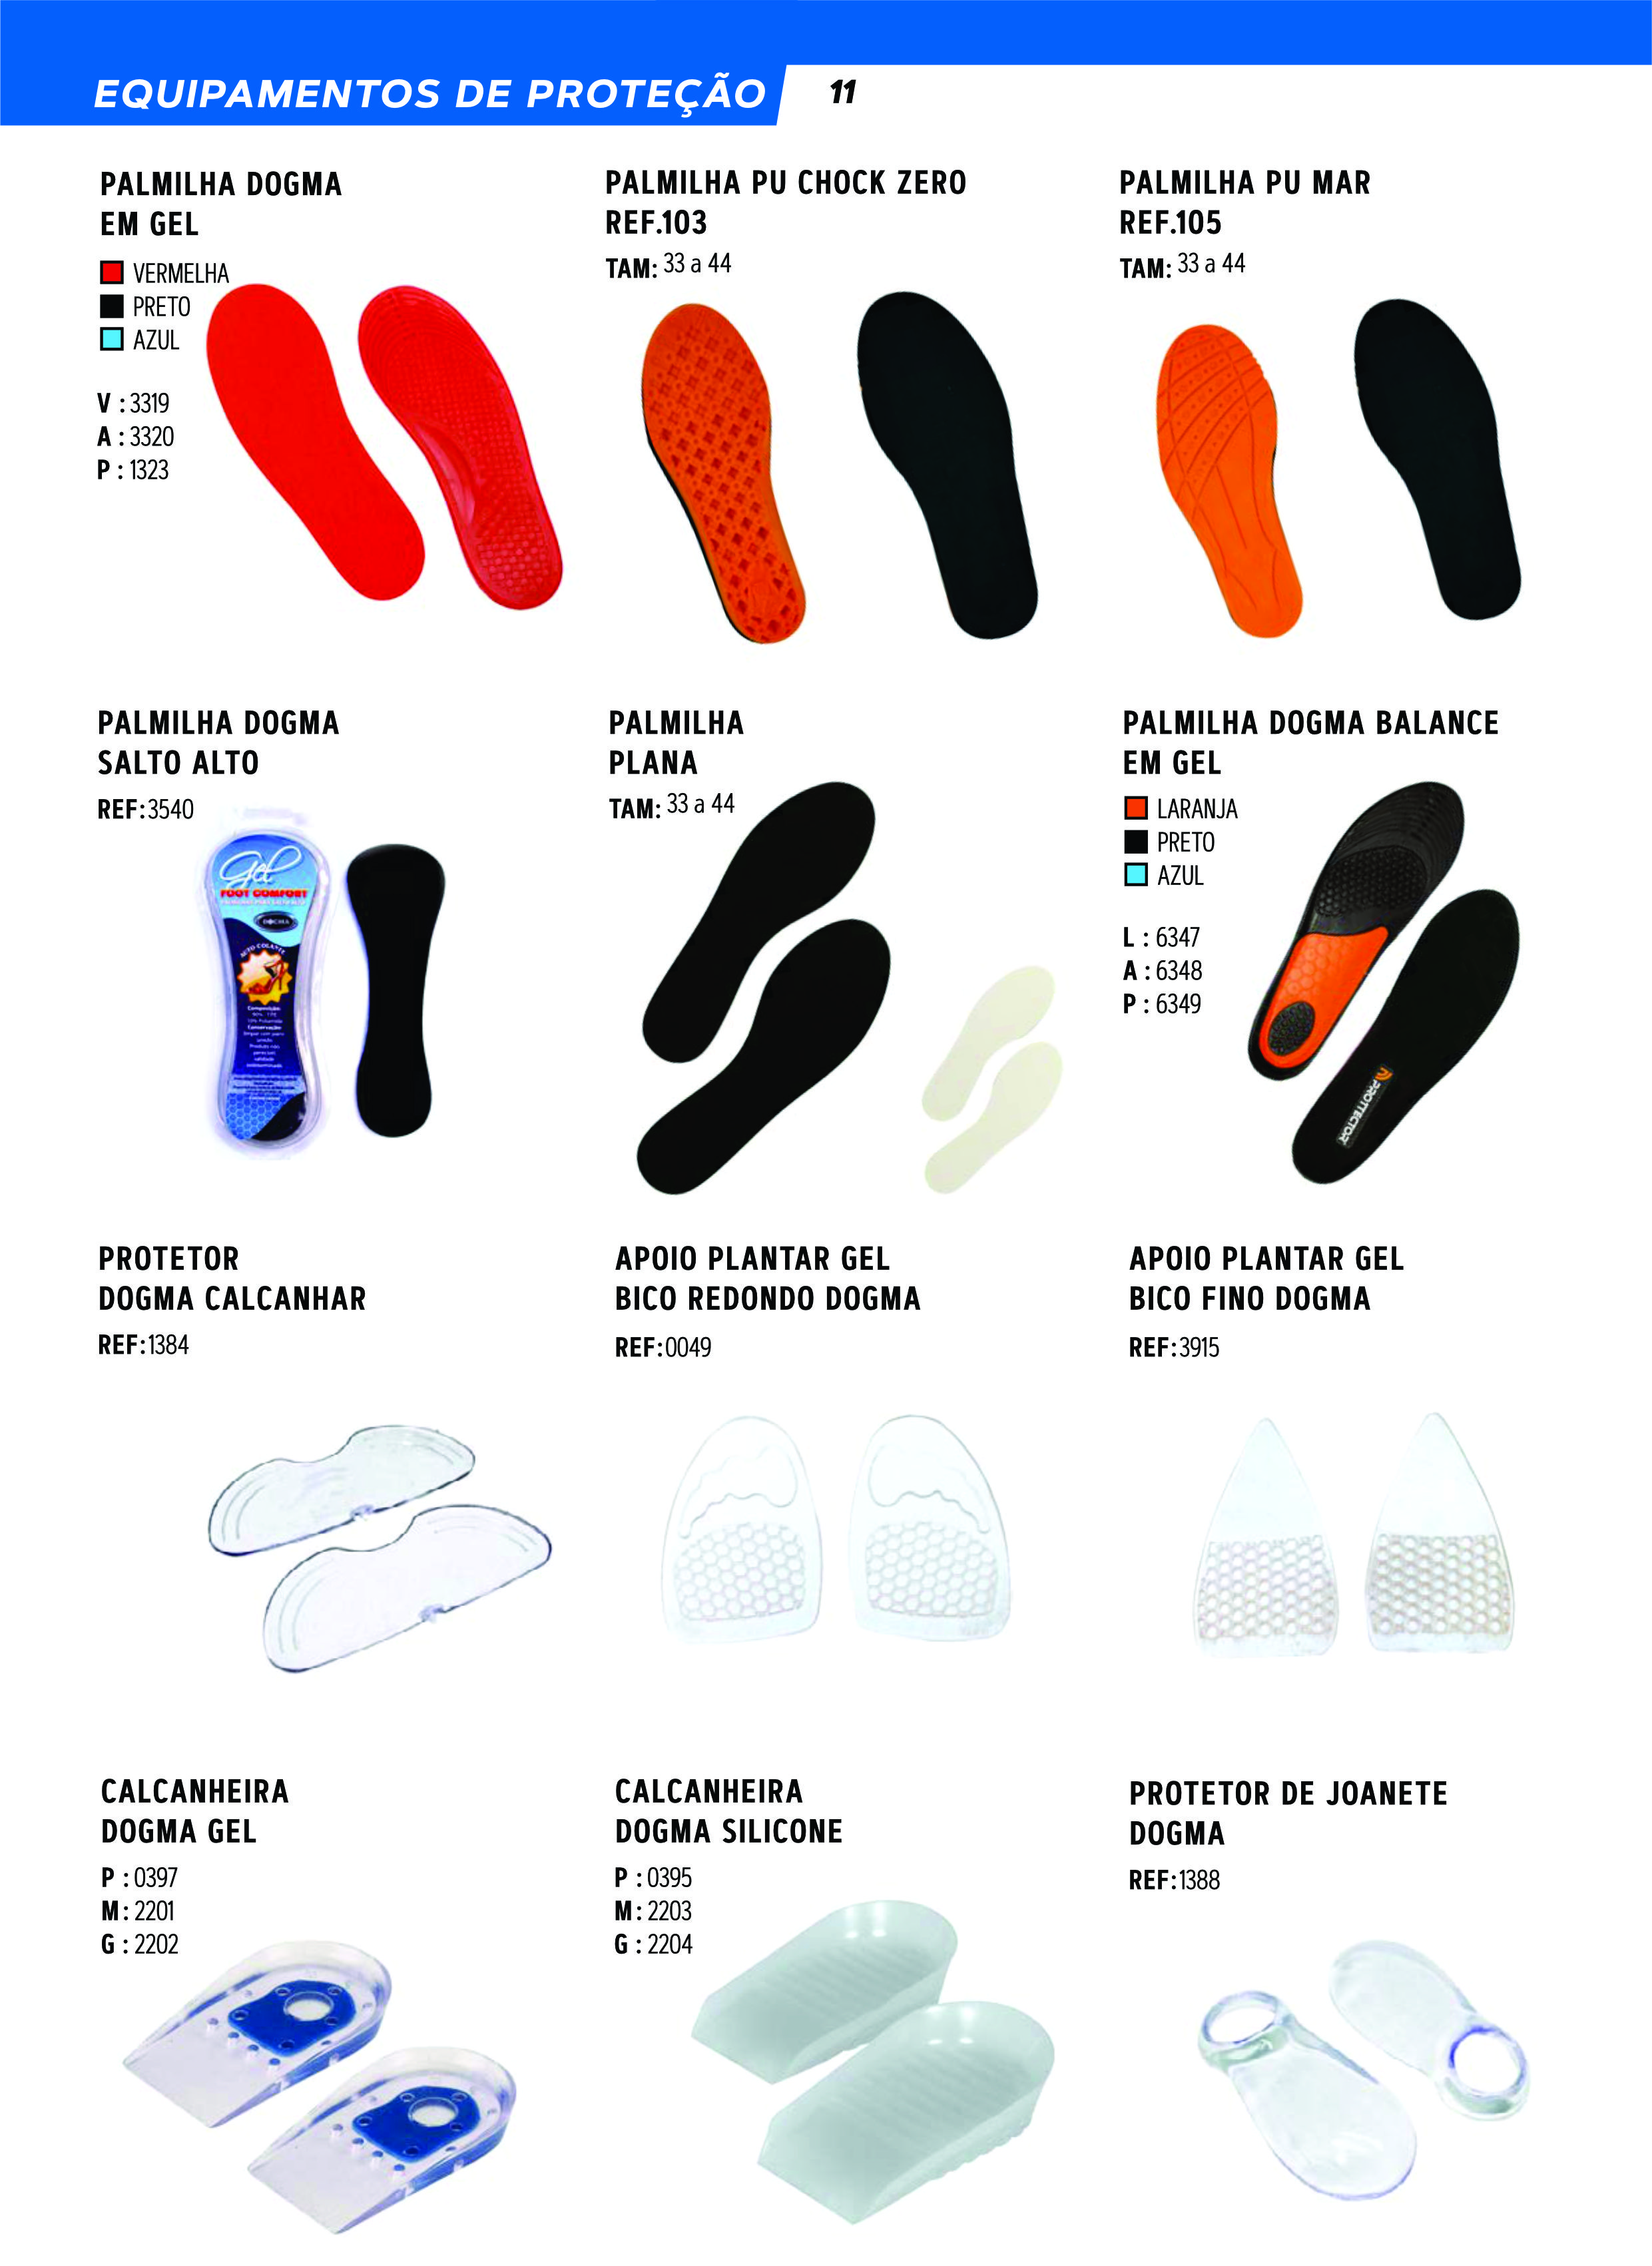 EQUIPAMENTOS DE PROTEÇÃO
11
PALMILHA DOGMA
EM GEL
VERMELHA
PRETO
AZUL
V : 3319
A : 3320
P : 1323
PALMILHA PU CHOCK ZERO
REF.103
TAM: 33 a 44
PALMILHA PU MAR
REF.105
TAM: 33 a 44
PALMILHA DOGMA
SALTO ALTO
REF:3540
Gel
FOOT COMFORT
DOGMA
AUTO COLANTE
Composição:
Conservação:
PALMILHA
PLANA
TAM: 33 a 44
PALMILHA DOGMA BALANCE
EM GEL
LARANJA
PRETO
AZUL
L : 6347
A : 6348
P : 6349
PROTTECTOR
PROTETOR
DOGMA CALCANHAR
REF:1384
APOIO PLANTAR GEL
BICO REDONDO DOGMA
REF:0049
APOIO PLANTAR GEL
BICO FINO DOGMA
REF:3915
CALCANHEIRA
DOGMA GEL
P : 0397
M : 2201
G : 2202
CALCANHEIRA
DOGMA SILICONE
P : 0395
M : 2203
G : 2204
PROTETOR DE JOANETE
DOGMA
REF:1388